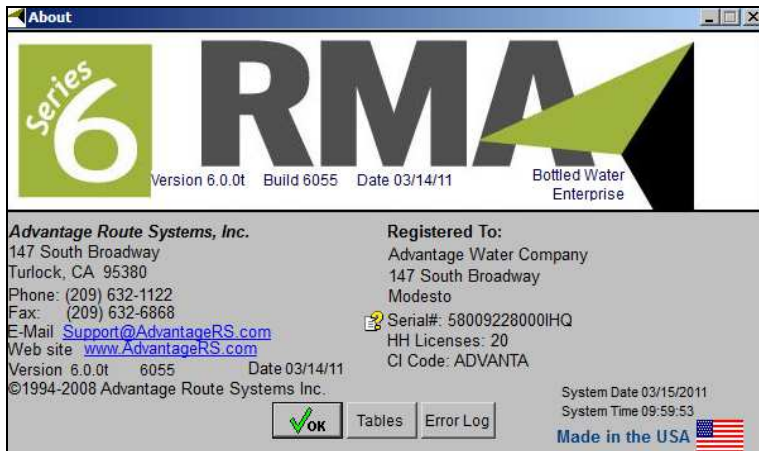 About
Series
6
RMA
Version 6.0.0t Build 6055 Date 03/14/11
Bottled Water
Enterprise
Advantage Route Systems, Inc.
147 South Broadway
Turlock, CA 95380
Phone: (209) 632-1122
Fax: (209) 632-6868
E-Mail Support@AdvantageRS.com
Web site www.AdvantageRS.com
Version 6.0.0t 6055 Date 03/14/11
©1994-2008 Advantage Route Systems Inc.
Registered To:
Advantage Water Company
147 South Broadway
Modesto
Serial#: 58009228000IHQ
HH Licenses: 20
CI Code: ADVANTA
OK
Tables
Error Log
System Date 03/15/2011
System Time 09:59:53
Made in the USA